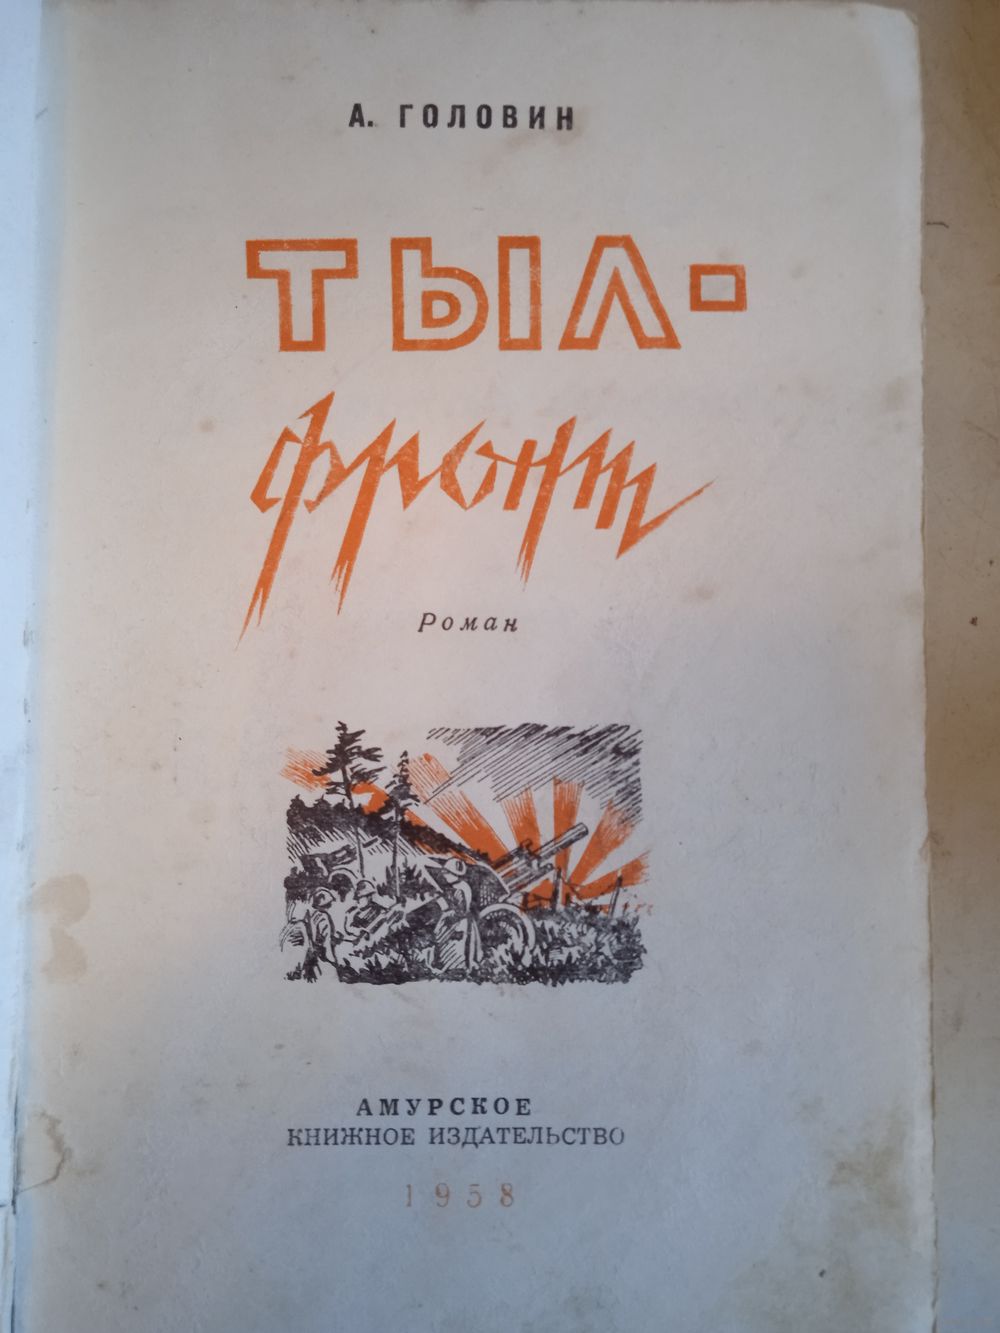 А. ГОЛОВИН
ТЫЛ-
фронт
Роман
АМУРСКОЕ
КНИЖНОЕ ИЗДАТЕЛЬСТВО
1958